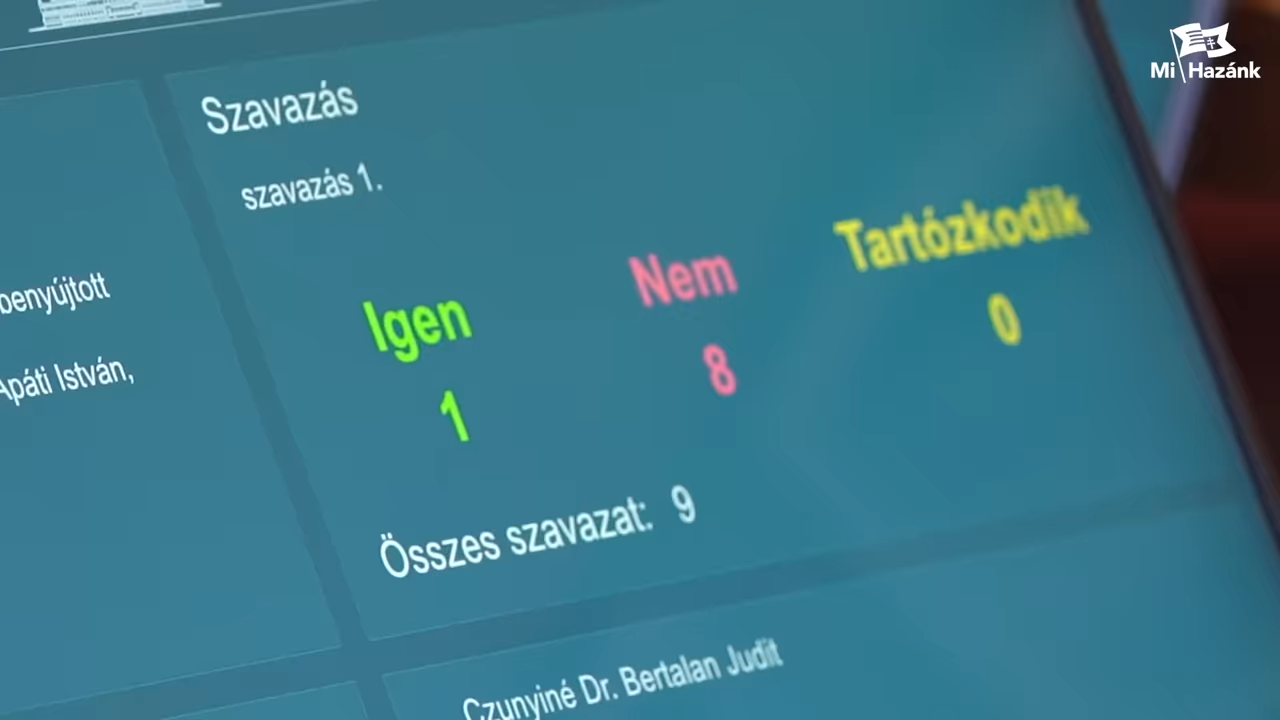 Mi Hazánk
Szavazás
szavazás 1.
benyújtott
Apáti István,
Igen
Nem
Tartózkodik
1
8
0
Összes szavazat: 9
Czunyiné Dr. Bertalan Judit